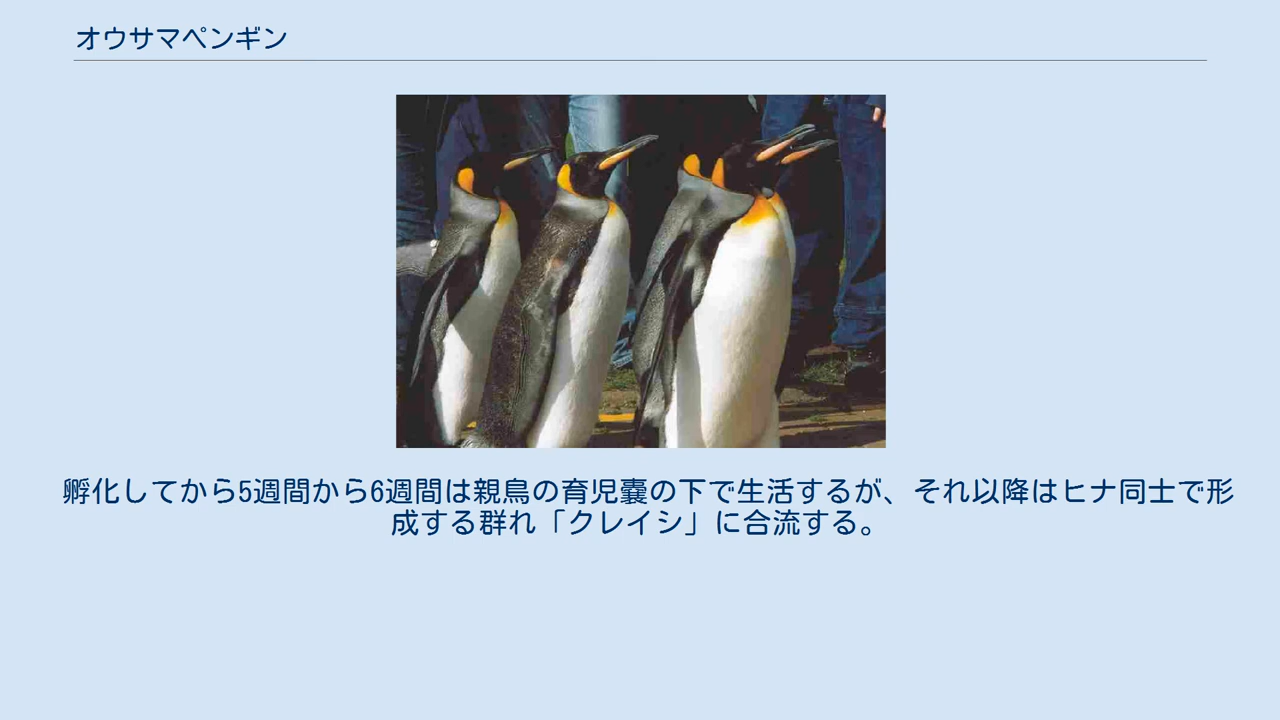 オウサマペンギン
孵化してから5週間から6週間は親鳥の育児嚢の下で生活するが、それ以降はヒナ同士で形
成する群れ「クレイシ」に合流する。